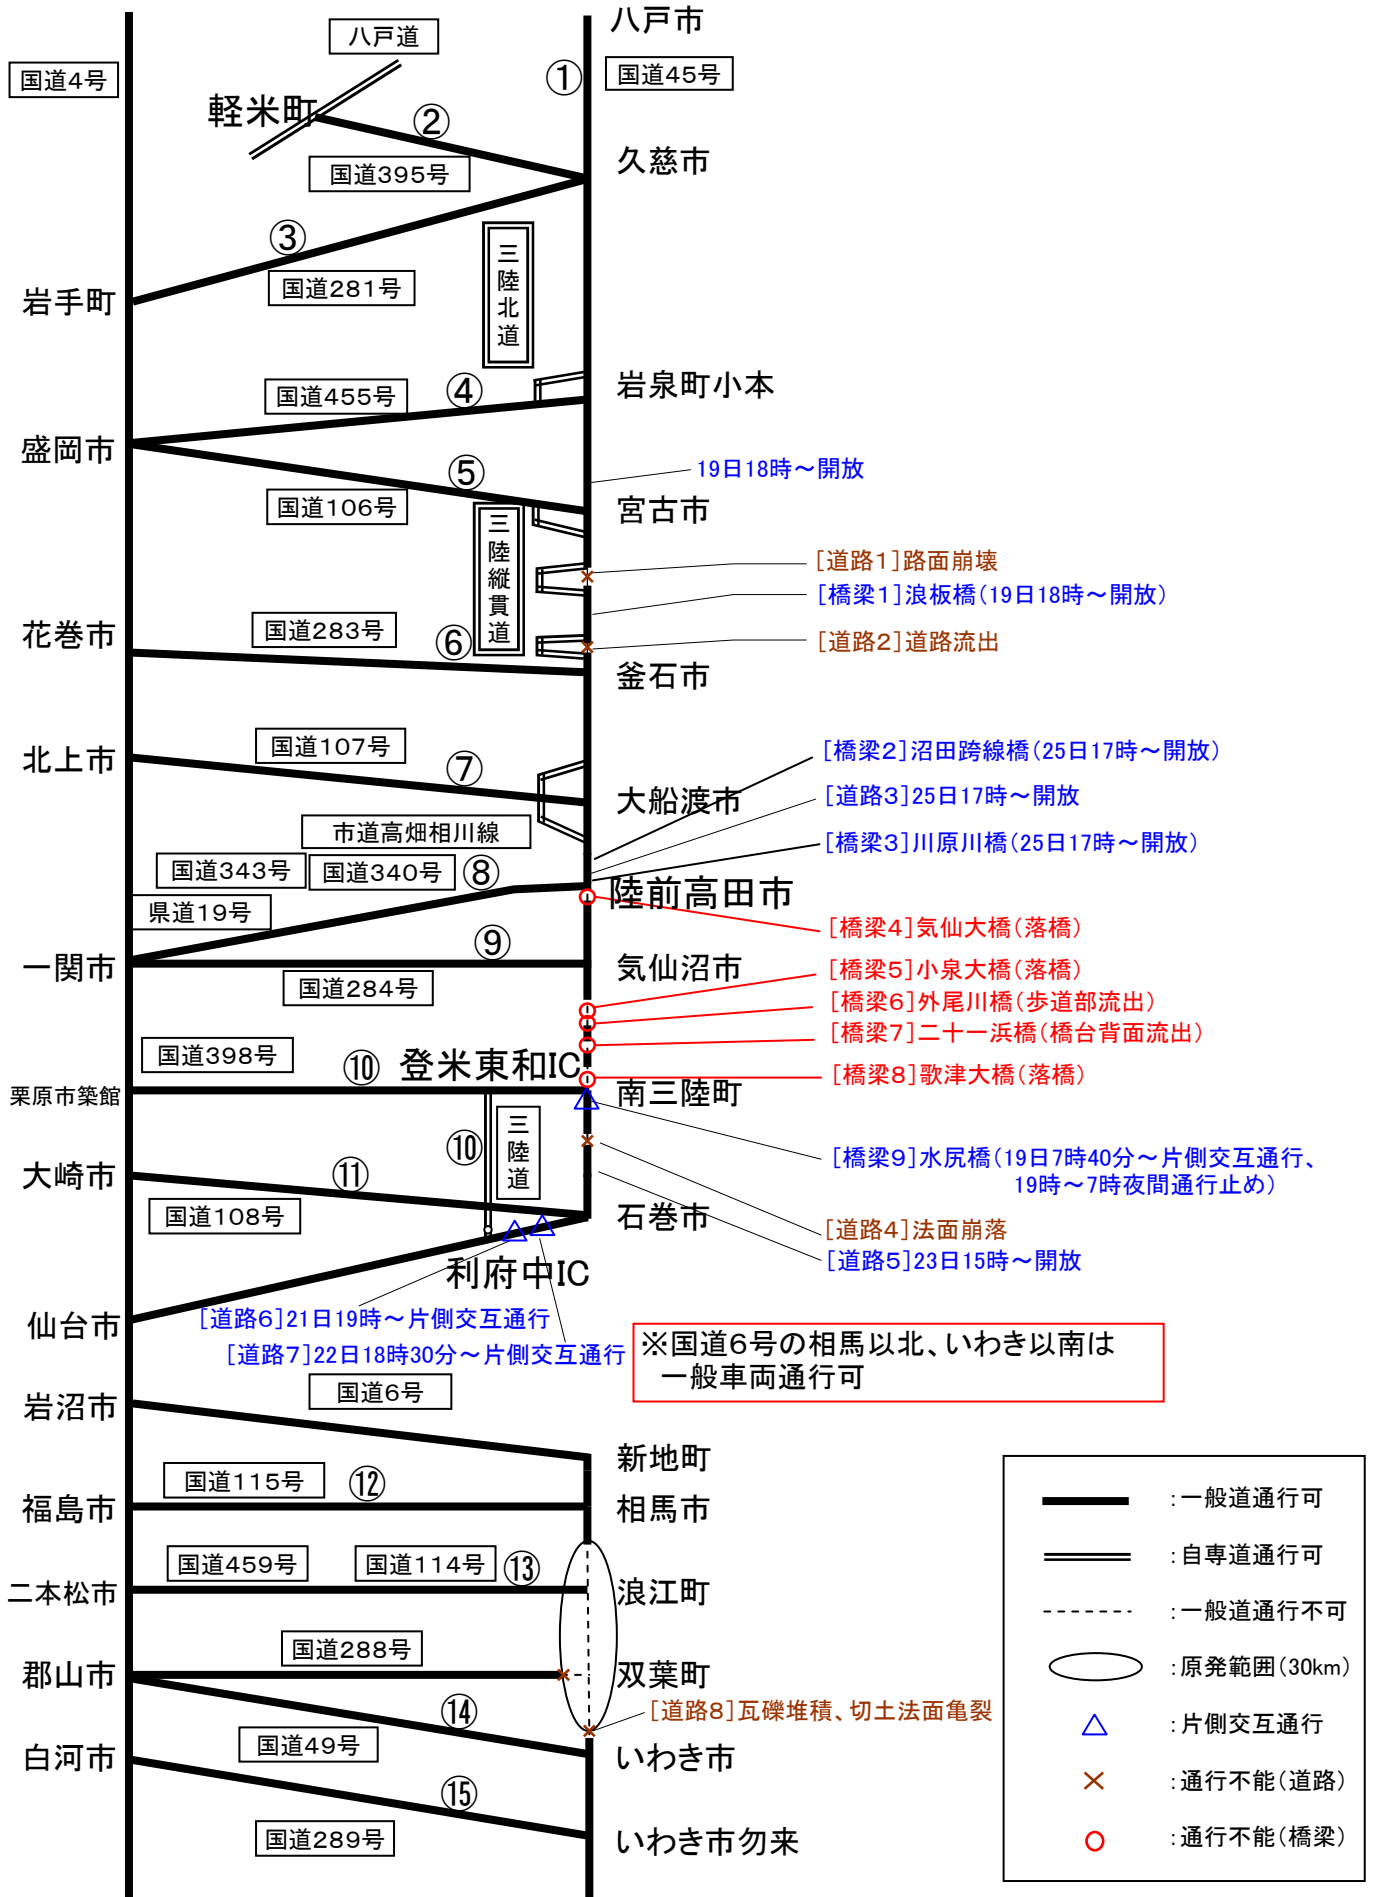 八戸市
八戸道
国道4号
①
国道45号
軽米町
②
久慈市
国道395号
③
三陸北道
国道281号
岩手町
岩泉町小本
国道455号
④
盛岡市
⑤
19日18時～開放
国道106号
宮古市
三陸縦貫道
[道路1]路面崩壊
[橋梁1]浪板橋(19日18時～開放)
花巻市
国道283号
⑥
[道路2]道路流出
釜石市
北上市
国道107号
⑦
[橋梁2]沼田跨線橋(25日17時～開放)
大船渡市
[道路3]25日17時～開放
市道高畑相川線
[橋梁3]川原川橋(25日17時～開放)
国道343号
国道340号
⑧
陸前高田市
県道19号
[橋梁4]気仙大橋(落橋)
⑨
一関市
気仙沼市
[橋梁5]小泉大橋(落橋)
国道284号
[橋梁6]外尾川橋(歩道部流出)
[橋梁7]二十一浜橋(橋台背面流出)
国道398号
⑩
登米東和IC
[橋梁8]歌津大橋(落橋)
栗原市築館
南三陸町
⑩
三陸道
[橋梁9]水尻橋(19日7時40分～片側交互通行、
19時～7時夜間通行止め)
大崎市
⑪
国道108号
石巻市
[道路4]法面崩落
[道路5]23日15時～開放
利府中IC
[道路6]21日19時～片側交互通行
仙台市
[道路7]22日18時30分～片側交互通行
※国道6号の相馬以北、いわき以南は
一般車両通行可
国道6号
岩沼市
新地町
国道115号
⑫
福島市
相馬市
国道459号
国道114号
⑬
二本松市
浪江町
国道288号
郡山市
双葉町
[道路8]瓦礫堆積、切土法面亀裂
⑭
国道49号
白河市
いわき市
⑮
国道289号
いわき市勿来
:一般道通行可
:自専道通行可
:一般道通行不可
:原発範囲(30km)
:片側交互通行
:通行不能(道路)
:通行不能(橋梁)